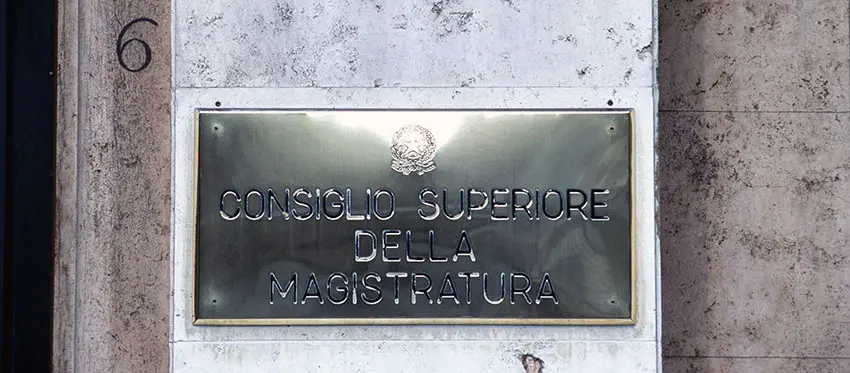 6
CONSIGLIO SUPERIORE
DELLA
MAGISTRATURA